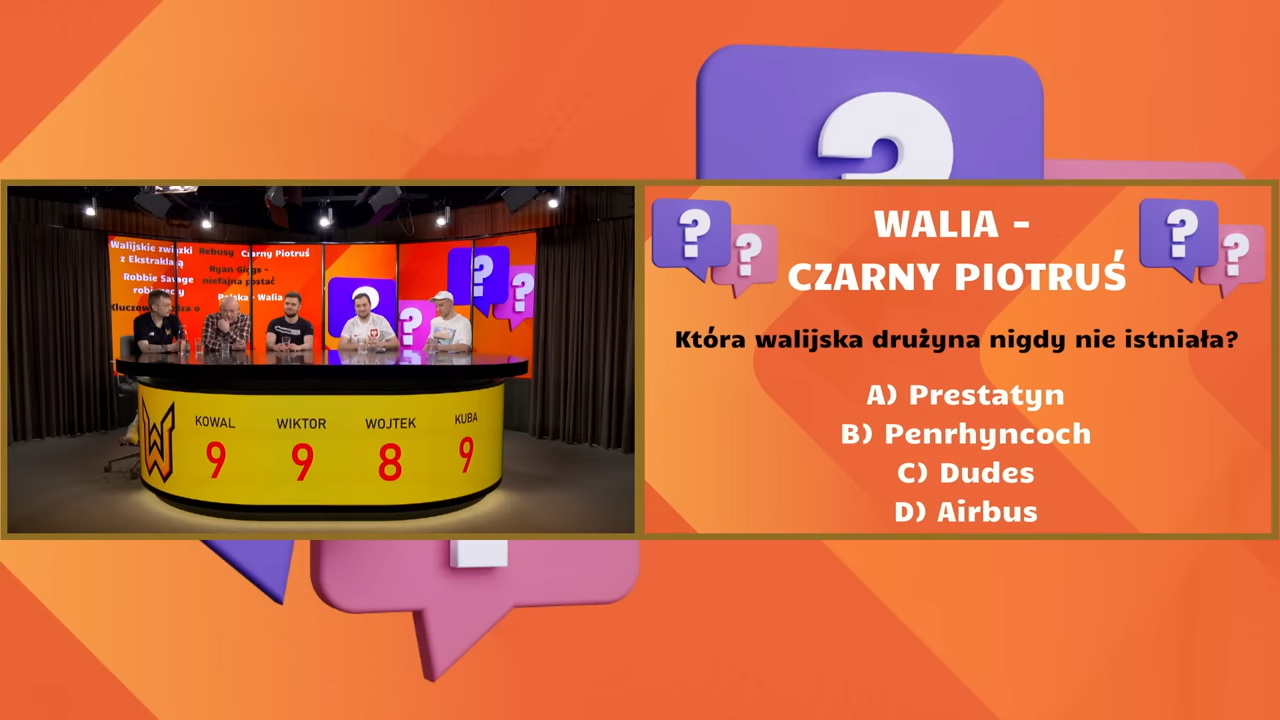 Walijskie związki
z Ekstraklasą
Robbie Savage
Rebusy
Czarny Piotruś
Ryan Giggs -
niefajna postać
Polska - Walia
KOWAL
9
WIKTOR
9
WOJTEK
8
KUBA
9
WALIA -
CZARNY PIOTRUŚ
Która walijska drużyna nigdy nie istniała?
A) Prestatyn
B) Penrhyncoch
C) Dudes
D) Airbus